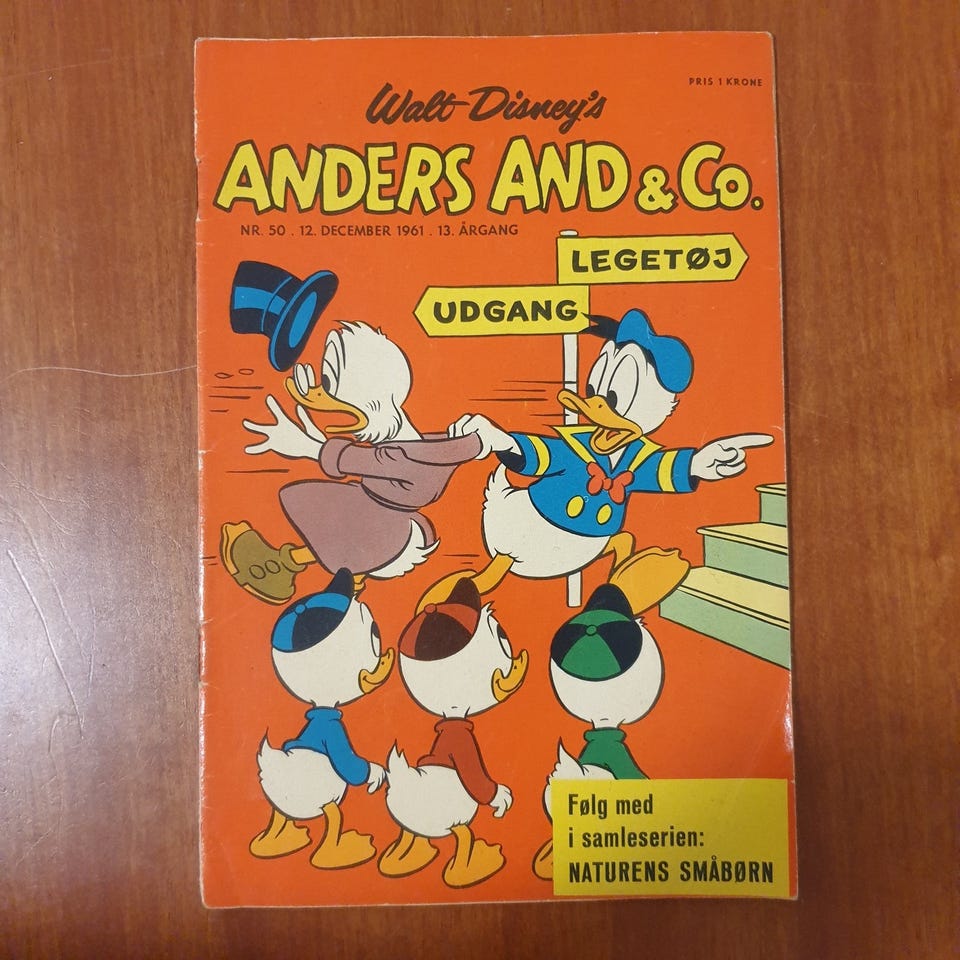 PRIS 1 KRONE
Walt Disney's
ANDERS AND & Co.
NR. 50 . 12. DECEMBER 1961 . 13. ÅRGANG
LEGETØJ
UDGANG
Følg med
i samleserien:
NATURENS SMÅBØRN